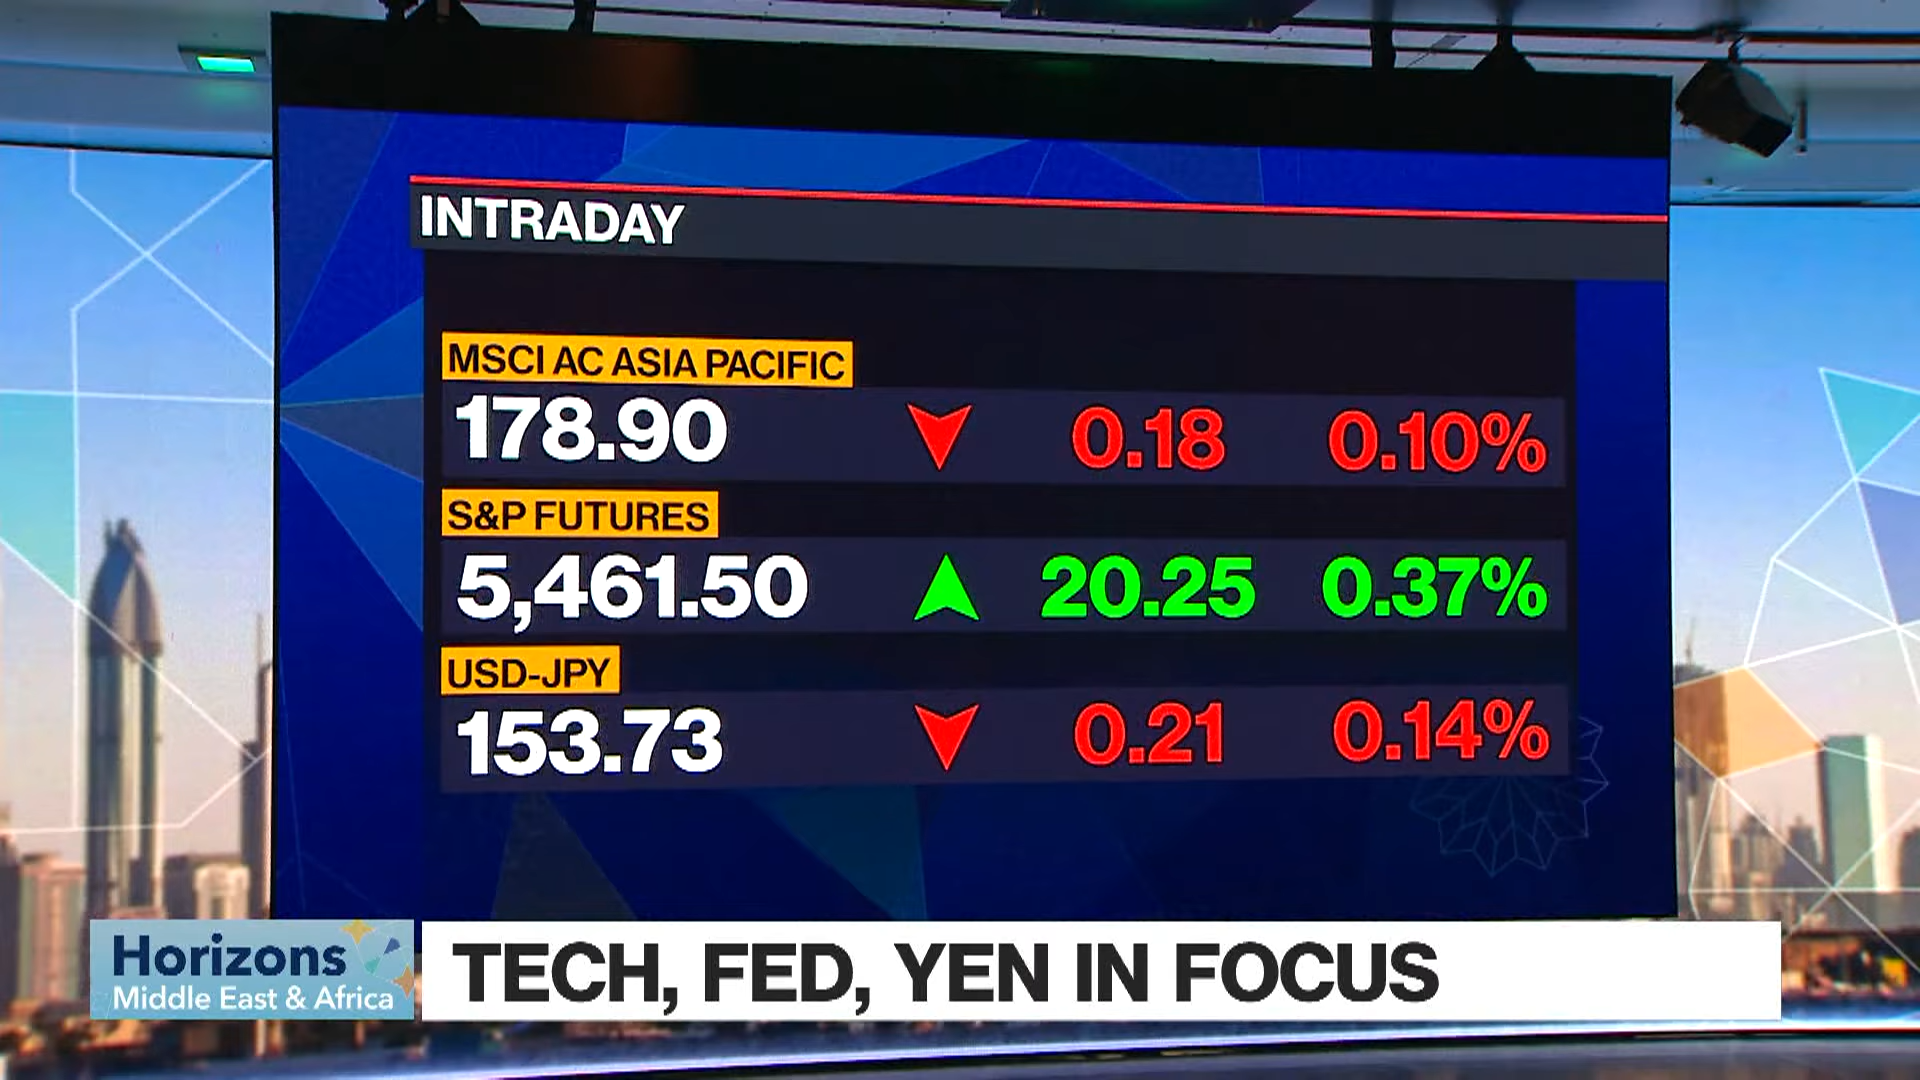 INTRADAY
MSCI AC ASIA PACIFIC
178.90 ▼ 0.18 0.10%
S&P FUTURES
5,461.50 ▲ 20.25 0.37%
USD-JPY
153.73 ▼ 0.21 0.14%
Horizons
Middle East & Africa
TECH, FED, YEN IN FOCUS